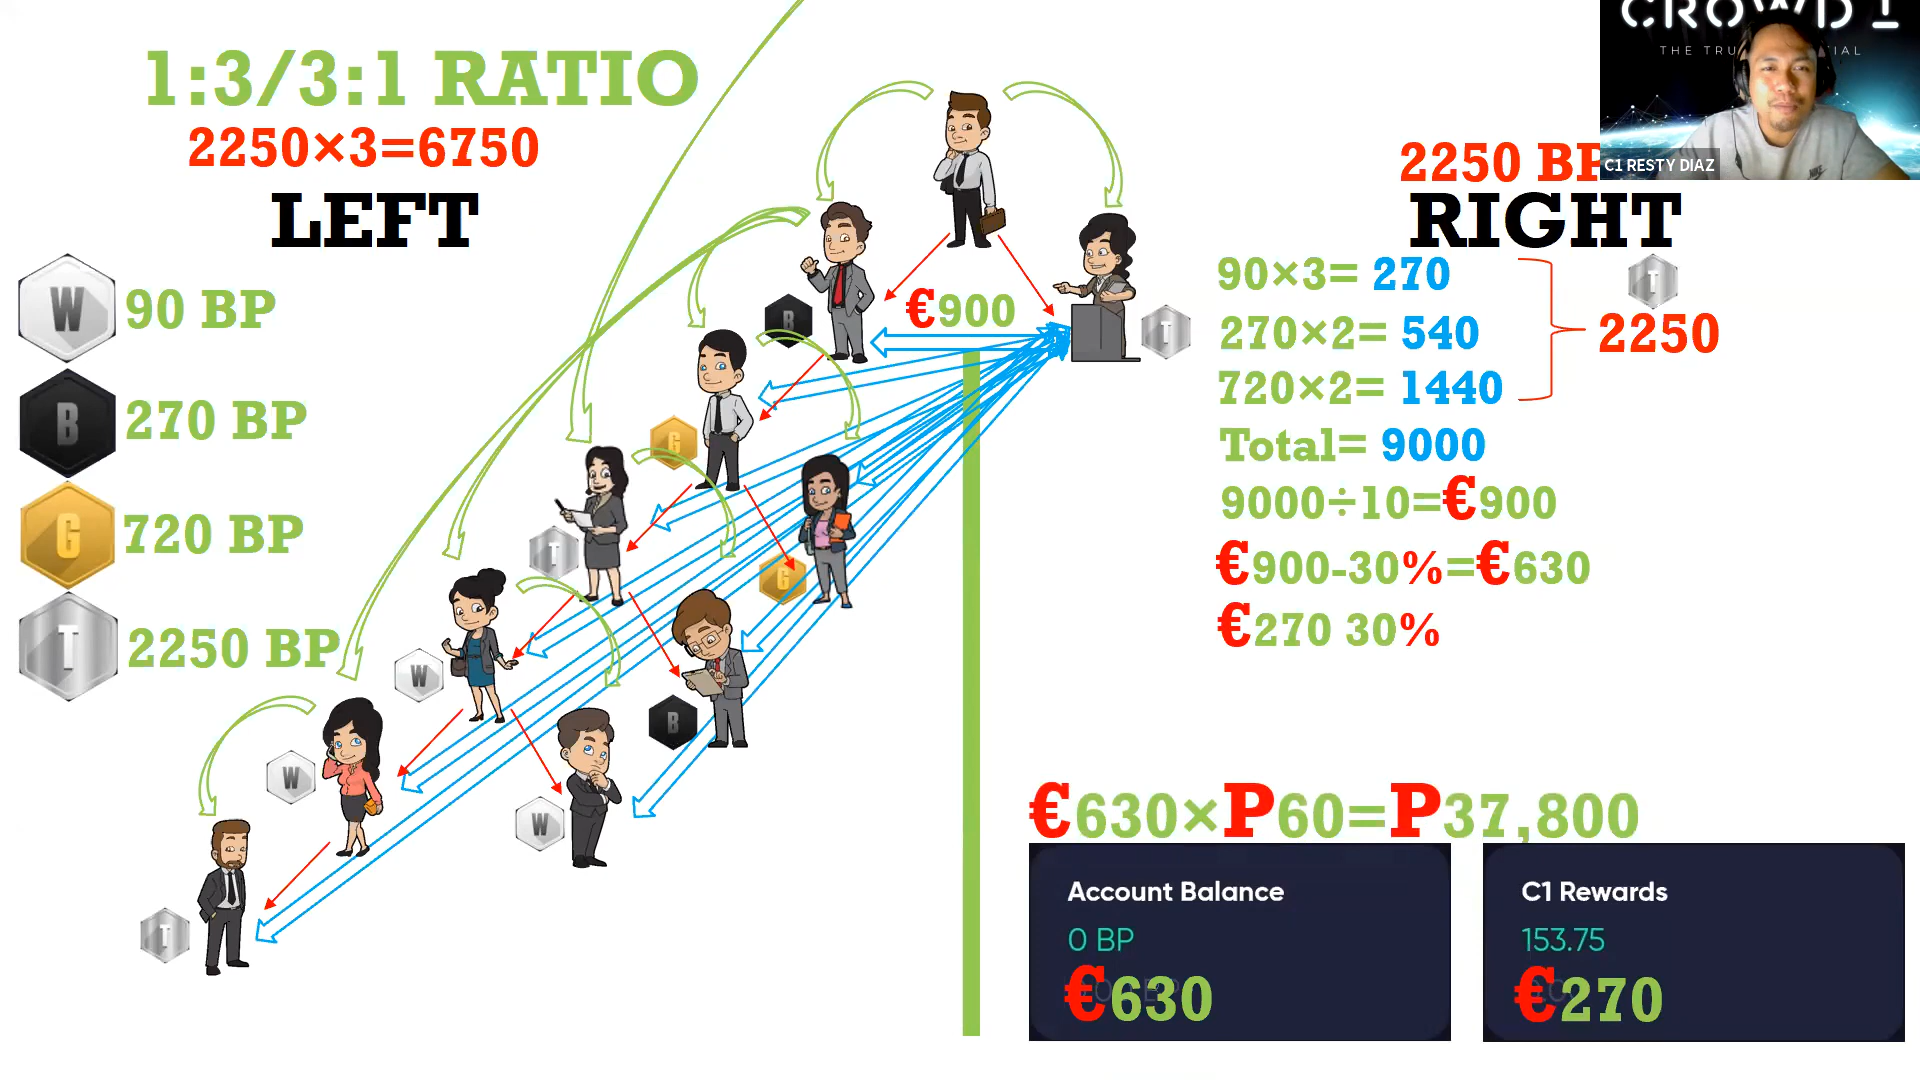 1:3/3:1 RATIO
2250×3=6750
LEFT
W 90 BP
B 270 BP
G 720 BP
T 2250 BP
€900
B
T
G
T
G
W
B
W
W
T
CROWD1
C1 RESTY DIAZ
2250 BP
RIGHT
90×3= 270
T
270×2= 540
2250
720×2= 1440
Total= 9000
9000÷10=€900
€900-30%=€630
€270 30%
€630×P60=P37,800
Account Balance
0 BP
€630
C1 Rewards
153.75
€270